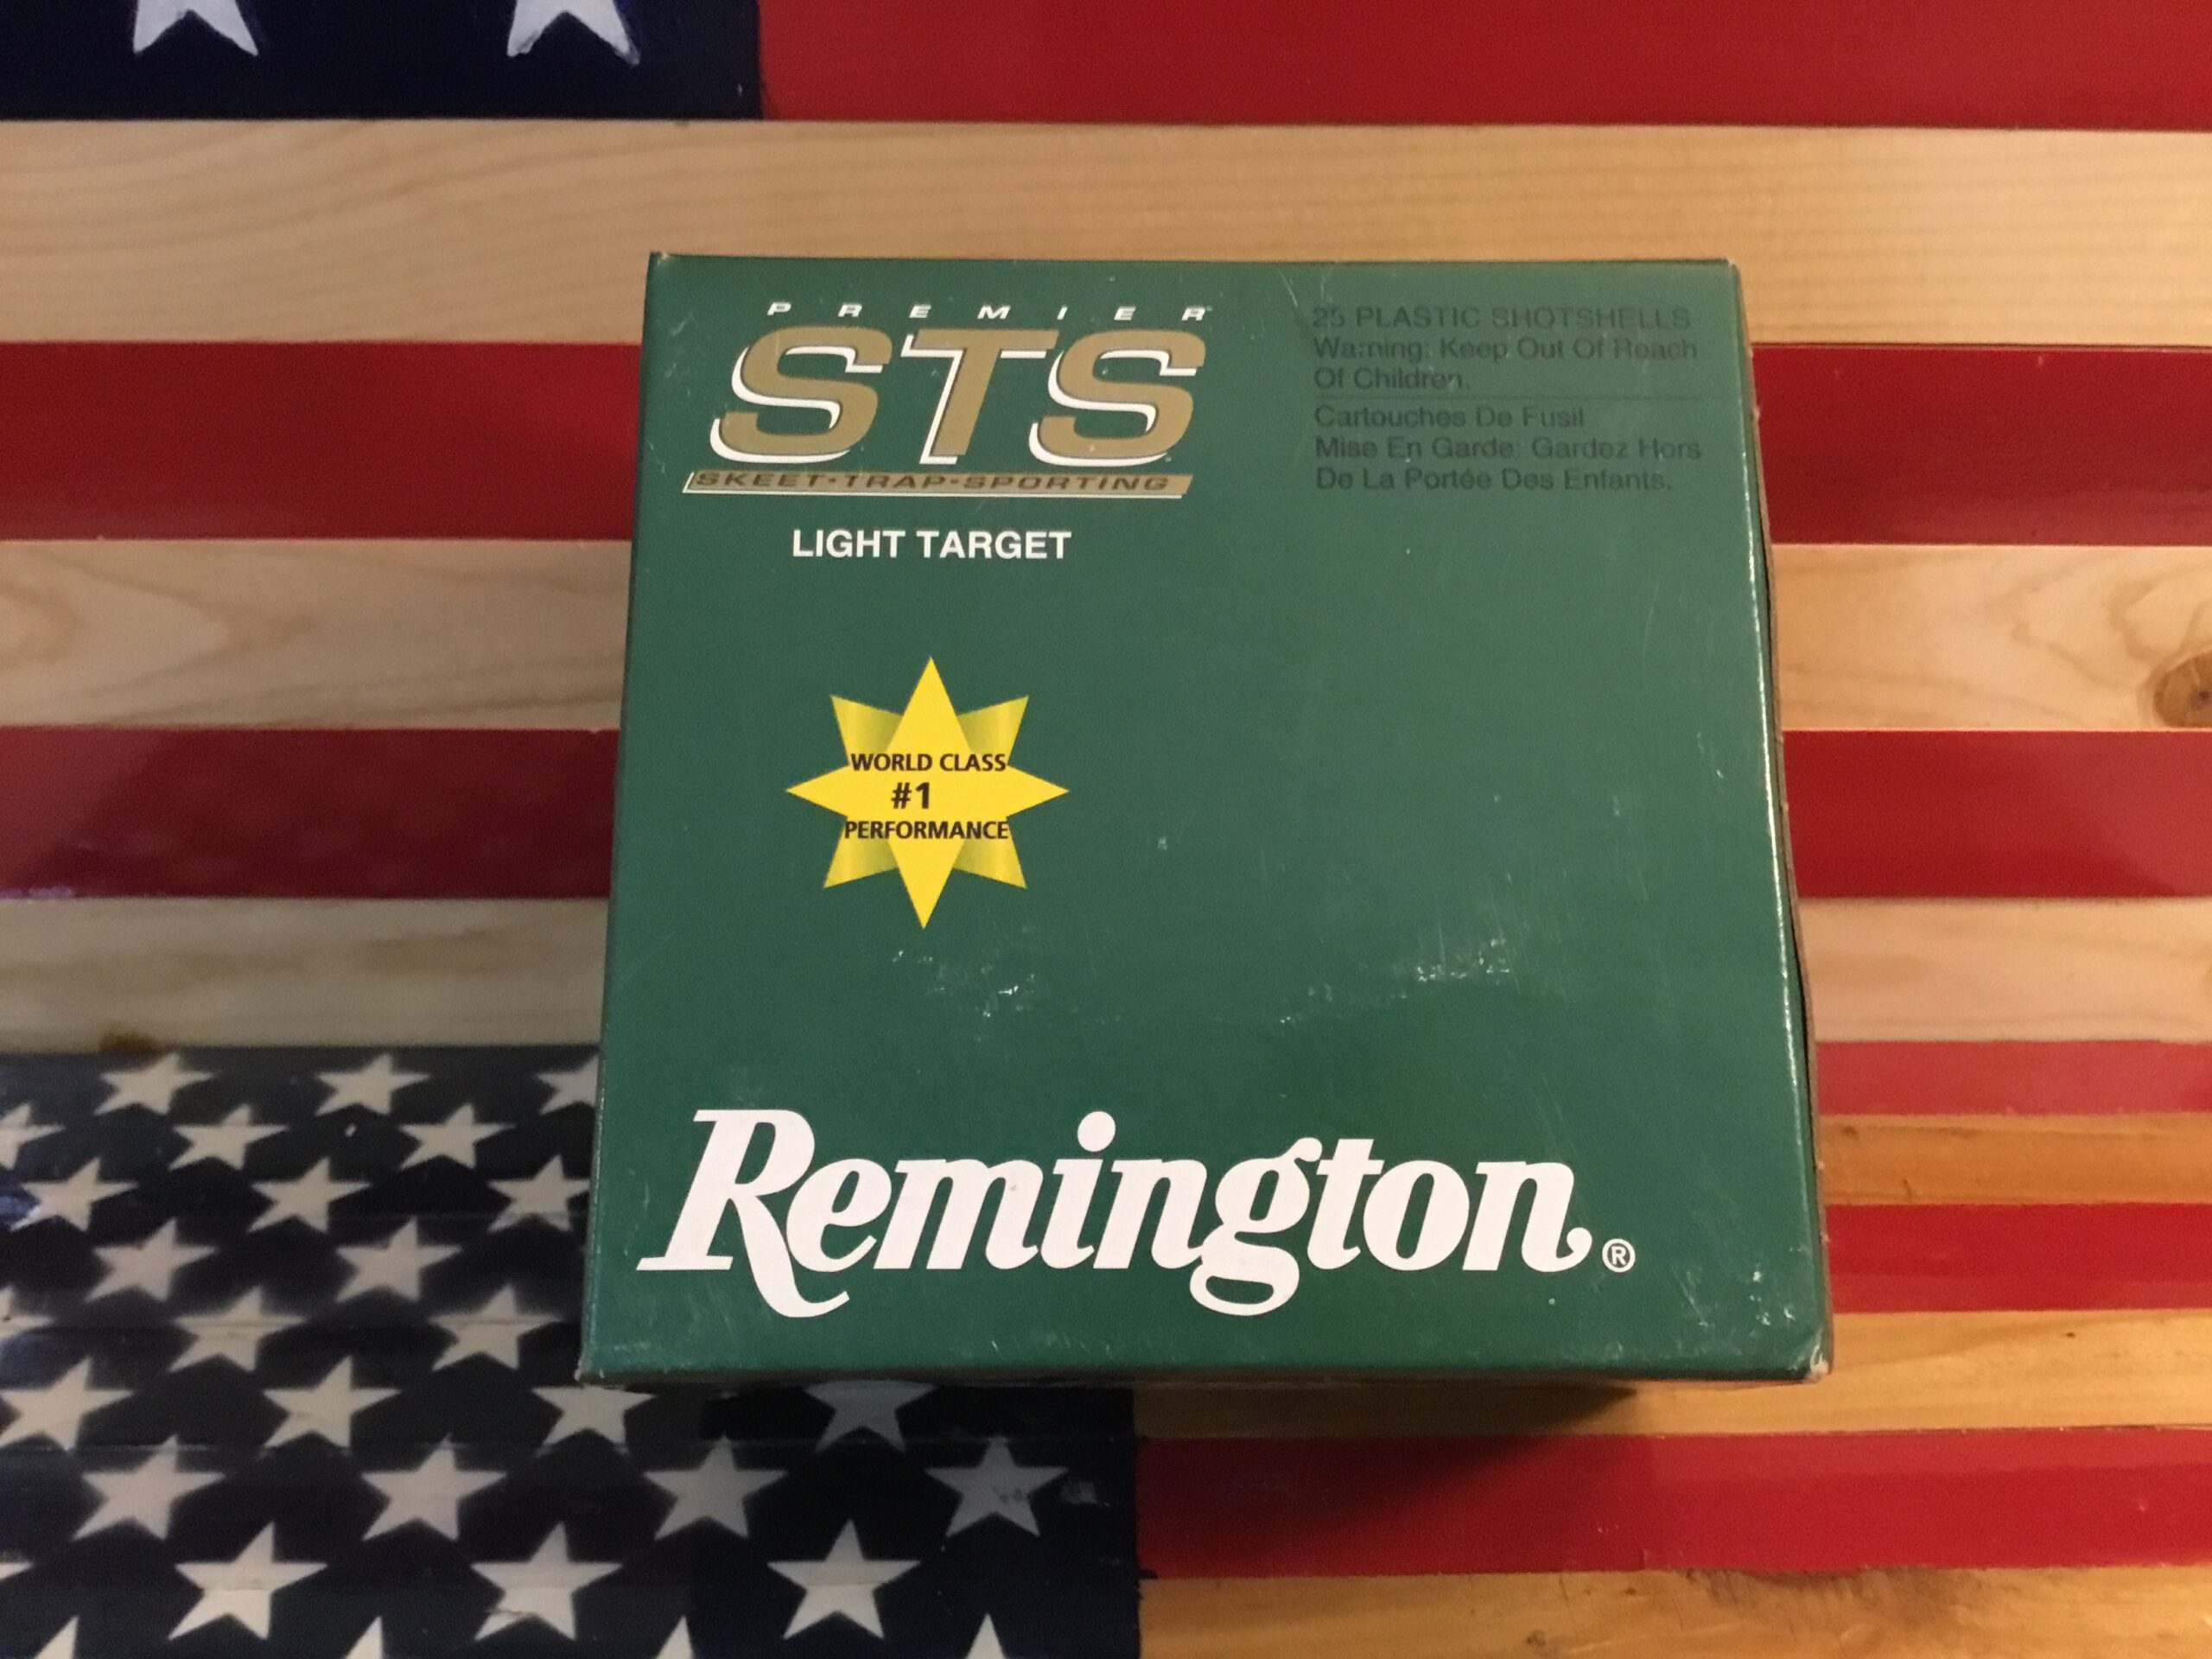 PREMIER
STS
SKEET•TRAP•SPORTING
LIGHT TARGET
25 PLASTIC SHOTSHELLS
Warning: Keep Out Of Reach
Of Children.
Cartouches De Fusil
Mise En Garde: Gardez Hors
De La Portée Des Enfants.
WORLD CLASS
#1
PERFORMANCE
Remington®